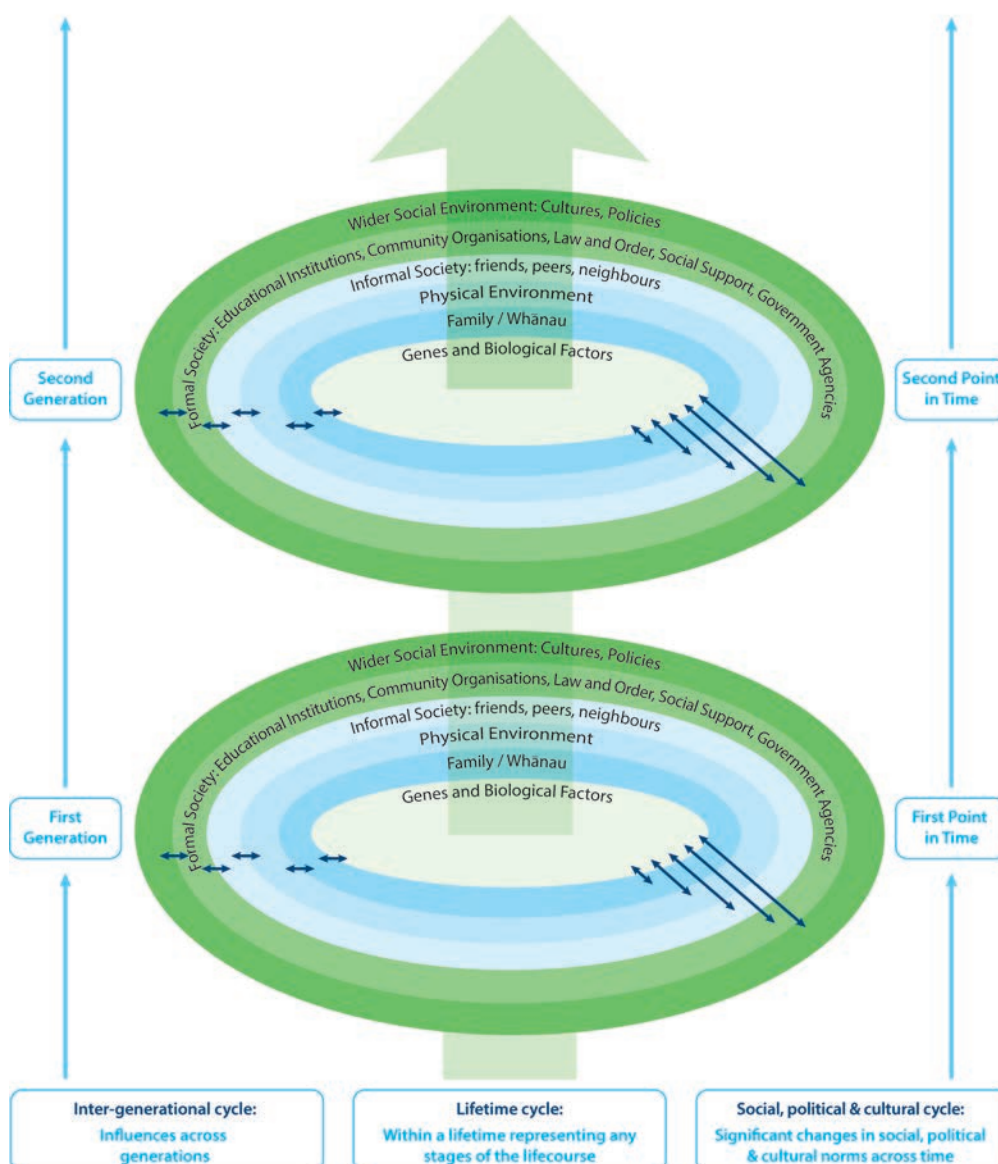 Wider Social Environment: Cultures, Policies
Formal Society: Educational Institutions, Community Organisations, Law and Order, Social Support, Government Agencies
Informal Society: friends, peers, neighbours
Physical Environment
Family / Whānau
Genes and Biological Factors
Second
Generation
Second Point
in Time
Wider Social Environment: Cultures, Policies
Formal Society: Educational Institutions, Community Organisations, Law and Order, Social Support, Government Agencies
Informal Society: friends, peers, neighbours
Physical Environment
Family / Whānau
Genes and Biological Factors
First
Generation
First Point
in Time
Inter-generational cycle:
Influences across
generations
Lifetime cycle:
Within a lifetime representing any
stages of the lifecourse
Social, political & cultural cycle:
Significant changes in social, political
& cultural norms across time